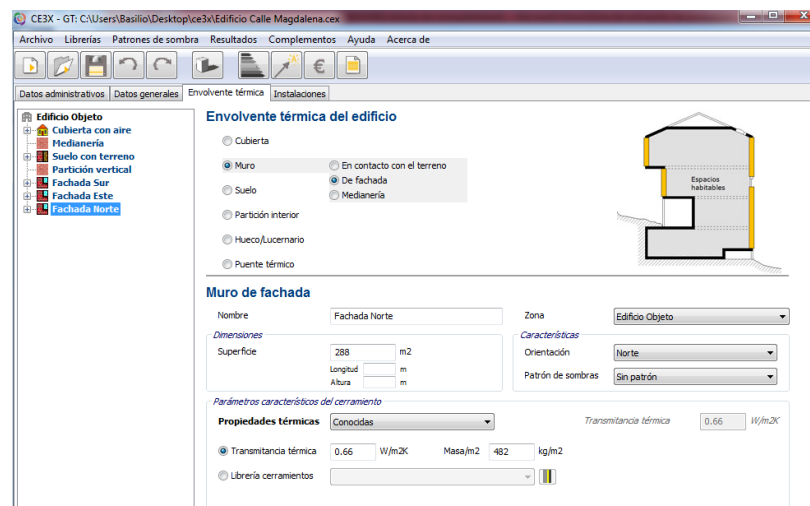 CE3X - GT: C:\Users\Basilio\Desktop\ce3x\Edificio Calle Magdalena.cex
Archivo Librerías Patrones de sombra Resultados Complementos Ayuda Acerca de
Datos administrativos Datos generales Envolvente térmica Instalaciones
Edificio Objeto
Cubierta con aire
Medianería
Suelo con terreno
Partición vertical
Fachada Sur
Fachada Este
Fachada Norte
Envolvente térmica del edificio
Cubierta
Muro
En contacto con el terreno
De fachada
Medianería
Suelo
Partición interior
Hueco/Lucernario
Puente térmico
Espacios
habitables
Muro de fachada
Nombre Fachada Norte Zona Edificio Objeto
Dimensiones Características
Superficie 288 m2 Orientación Norte
Longitud m
Altura m
Patrón de sombras Sin patrón
Parámetros característicos del cerramiento
Propiedades térmicas Conocidas Transmitancia térmica 0.66 W/m2K
Transmitancia térmica 0.66 W/m2K Masa/m2 482 kg/m2
Librería cerramientos